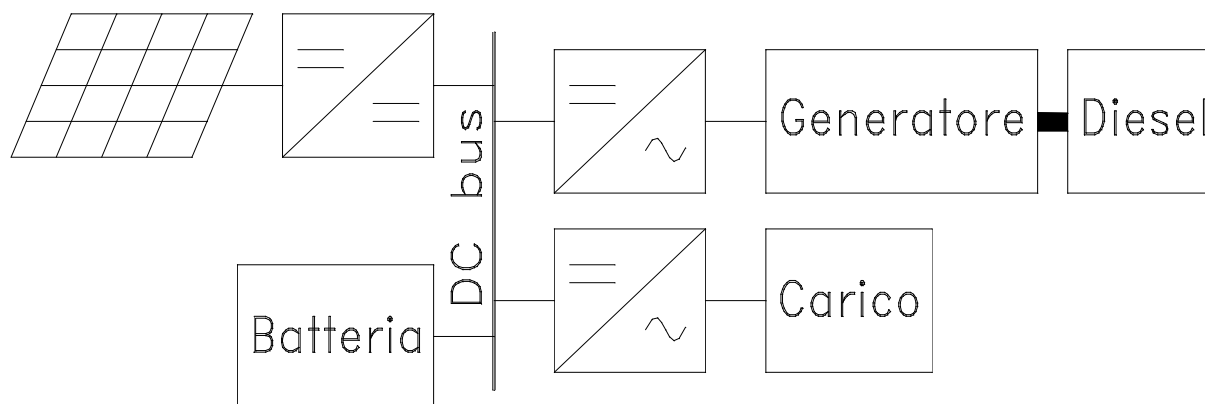 Generatore
Diesel
DC bus
Carico
Batteria